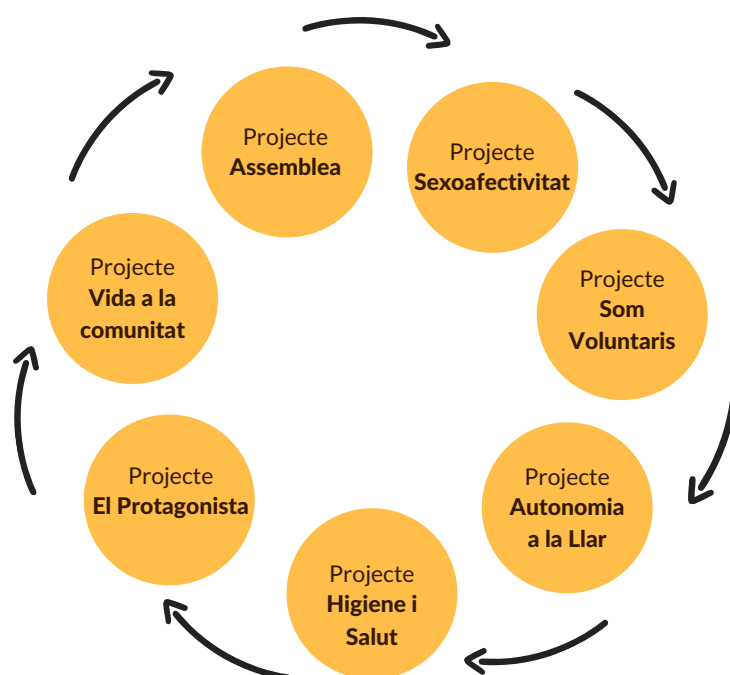 Projecte
Assemblea
Projecte
Sexoafectivitat
Projecte
Som
Voluntaris
Projecte
Autonomia
a la Llar
Projecte
Higiene i
Salut
Projecte
El Protagonista
Projecte
Vida a la
comunitat